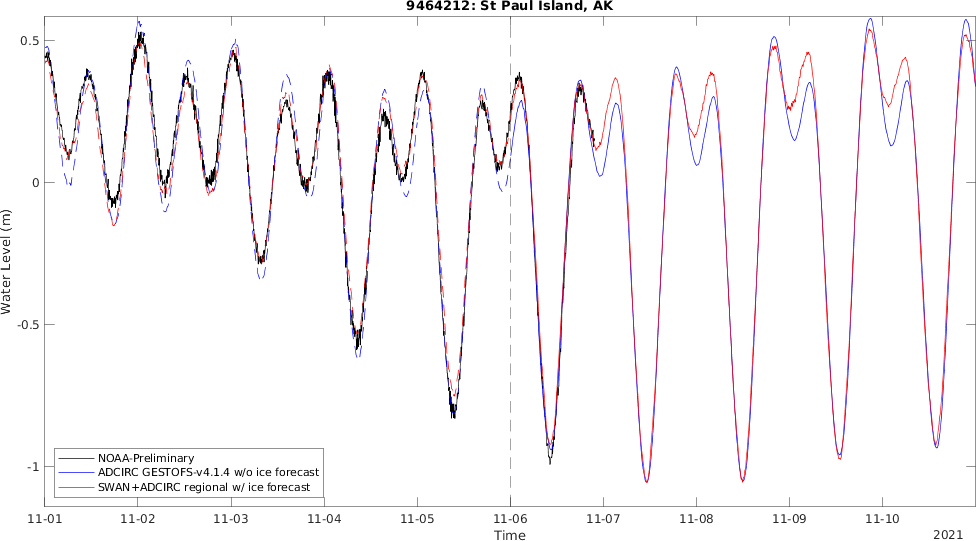 9464212: St Paul Island, AK
Water Level (m)
0.5
0
-0.5
-1
NOAA-Preliminary
ADCIRC GESTOFS-v4.1.4 w/o ice forecast
SWAN+ADCIRC regional w/ ice forecast
11-01 11-02 11-03 11-04 11-05 11-06 11-07 11-08 11-09 11-10
Time
2021